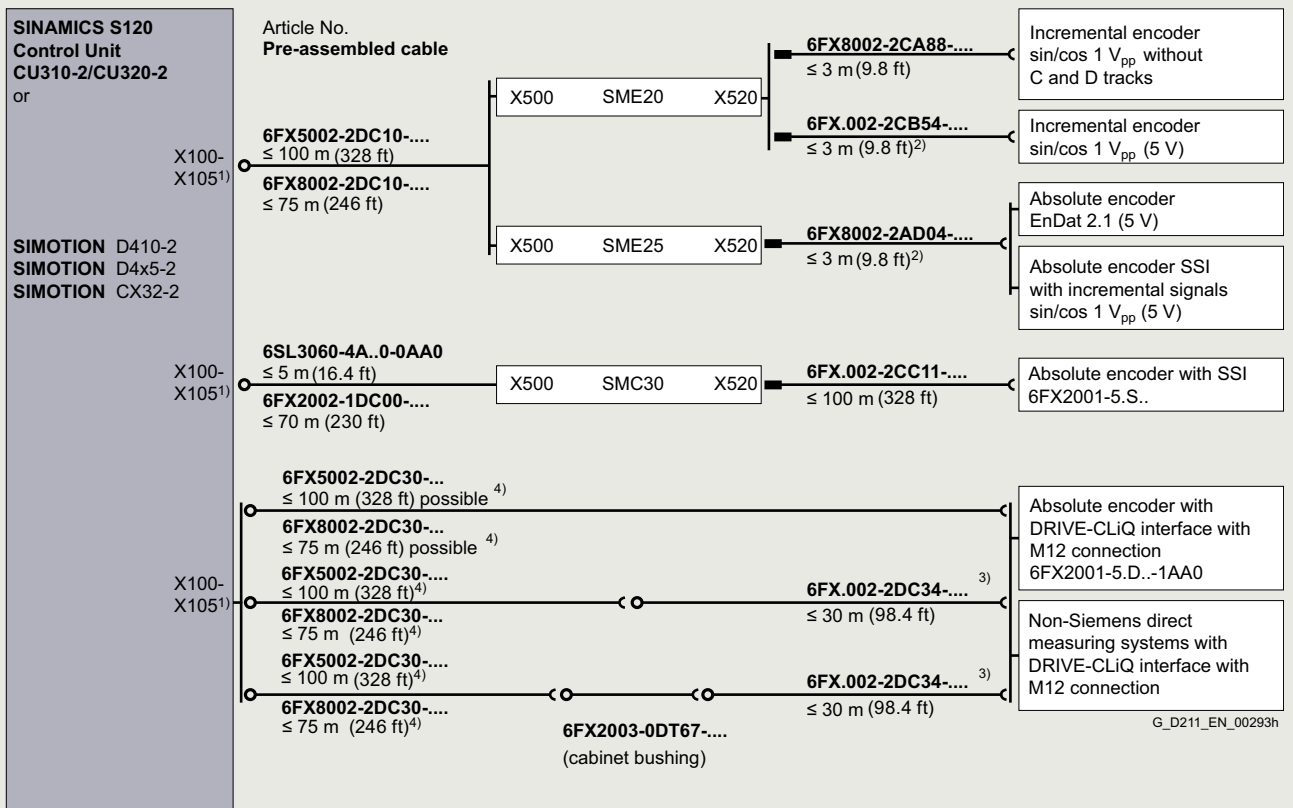 SINAMICS S120
Control Unit
CU310-2/CU320-2
or
X100-
X1051)
SIMOTION D410-2
SIMOTION D4x5-2
SIMOTION CX32-2
X100-
X1051)
X100-
X1051)
Article No.
Pre-assembled cable
6FX5002-2DC10-....
≤ 100 m (328 ft)
6FX8002-2DC10-....
≤ 75 m (246 ft)
X500 SME20 X520
6FX8002-2CA88-....
≤ 3 m (9.8 ft)
Incremental encoder
sin/cos 1 Vpp without
C and D tracks
6FX.002-2CB54-....
≤ 3 m (9.8 ft)2)
Incremental encoder
sin/cos 1 Vpp (5 V)
X500 SME25 X520
6FX8002-2AD04-....
≤ 3 m (9.8 ft)2)
Absolute encoder
EnDat 2.1 (5 V)
Absolute encoder SSI
with incremental signals
sin/cos 1 Vpp (5 V)
6SL3060-4A..0-0AA0
≤ 5 m (16.4 ft)
6FX2002-1DC00-....
≤ 70 m (230 ft)
X500 SMC30 X520
6FX.002-2CC11-....
≤ 100 m (328 ft)
Absolute encoder with SSI
6FX2001-5.S..
6FX5002-2DC30-...
≤ 100 m (328 ft) possible 4)
6FX8002-2DC30-...
≤ 75 m (246 ft) possible 4)
6FX5002-2DC30-....
≤ 100 m (328 ft)4)
6FX8002-2DC30-...
≤ 75 m (246 ft)4)
6FX.002-2DC34-.... 3)
≤ 30 m (98.4 ft)
6FX5002-2DC30-....
≤ 100 m (328 ft)4)
6FX8002-2DC30-....
≤ 75 m (246 ft)4)
6FX2003-0DT67-....
(cabinet bushing)
6FX.002-2DC34-.... 3)
≤ 30 m (98.4 ft)
Absolute encoder with
DRIVE-CLiQ interface with
M12 connection
6FX2001-5.D..-1AA0
Non-Siemens direct
measuring systems with
DRIVE-CLiQ interface with
M12 connection
G_D211_EN_00293h